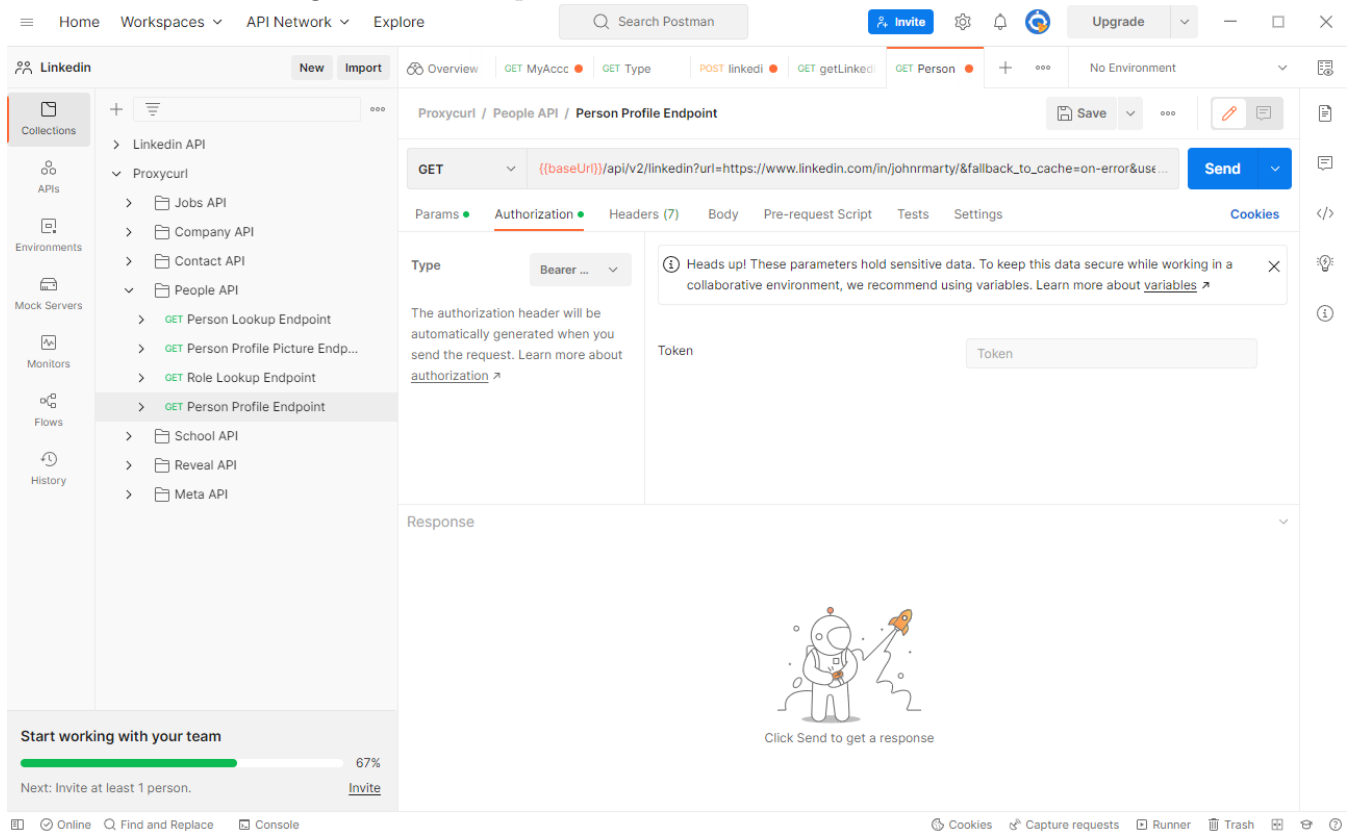 Home Workspaces API Network Explore Search Postman Invite Upgrade
Linkedin New Import Overview GET MyAccc GET Type POST linkedi GET getLinked GET Person No Environment
Collections
APIs
Environments
Mock Servers
Monitors
Flows
History
Linkedin API
Proxycurl
Jobs API
Company API
Contact API
People API
GET Person Lookup Endpoint
GET Person Profile Picture Endp...
GET Role Lookup Endpoint
GET Person Profile Endpoint
School API
Reveal API
Meta API
Start working with your team
67%
Next: Invite at least 1 person. Invite
Proxycurl / People API / Person Profile Endpoint Save
GET {{baseUrl}}/api/v2/linkedin?url=https://www.linkedin.com/in/johnrmarty/&fallback_to_cache=on-error&use... Send
Params Authorization Headers (7) Body Pre-request Script Tests Settings Cookies
Type Bearer ...
The authorization header will be
automatically generated when you
send the request. Learn more about
authorization ↗
Heads up! These parameters hold sensitive data. To keep this data secure while working in a
collaborative environment, we recommend using variables. Learn more about variables ↗
Token Token
Response
Click Send to get a response
Online Find and Replace Console Cookies Capture requests Runner Trash